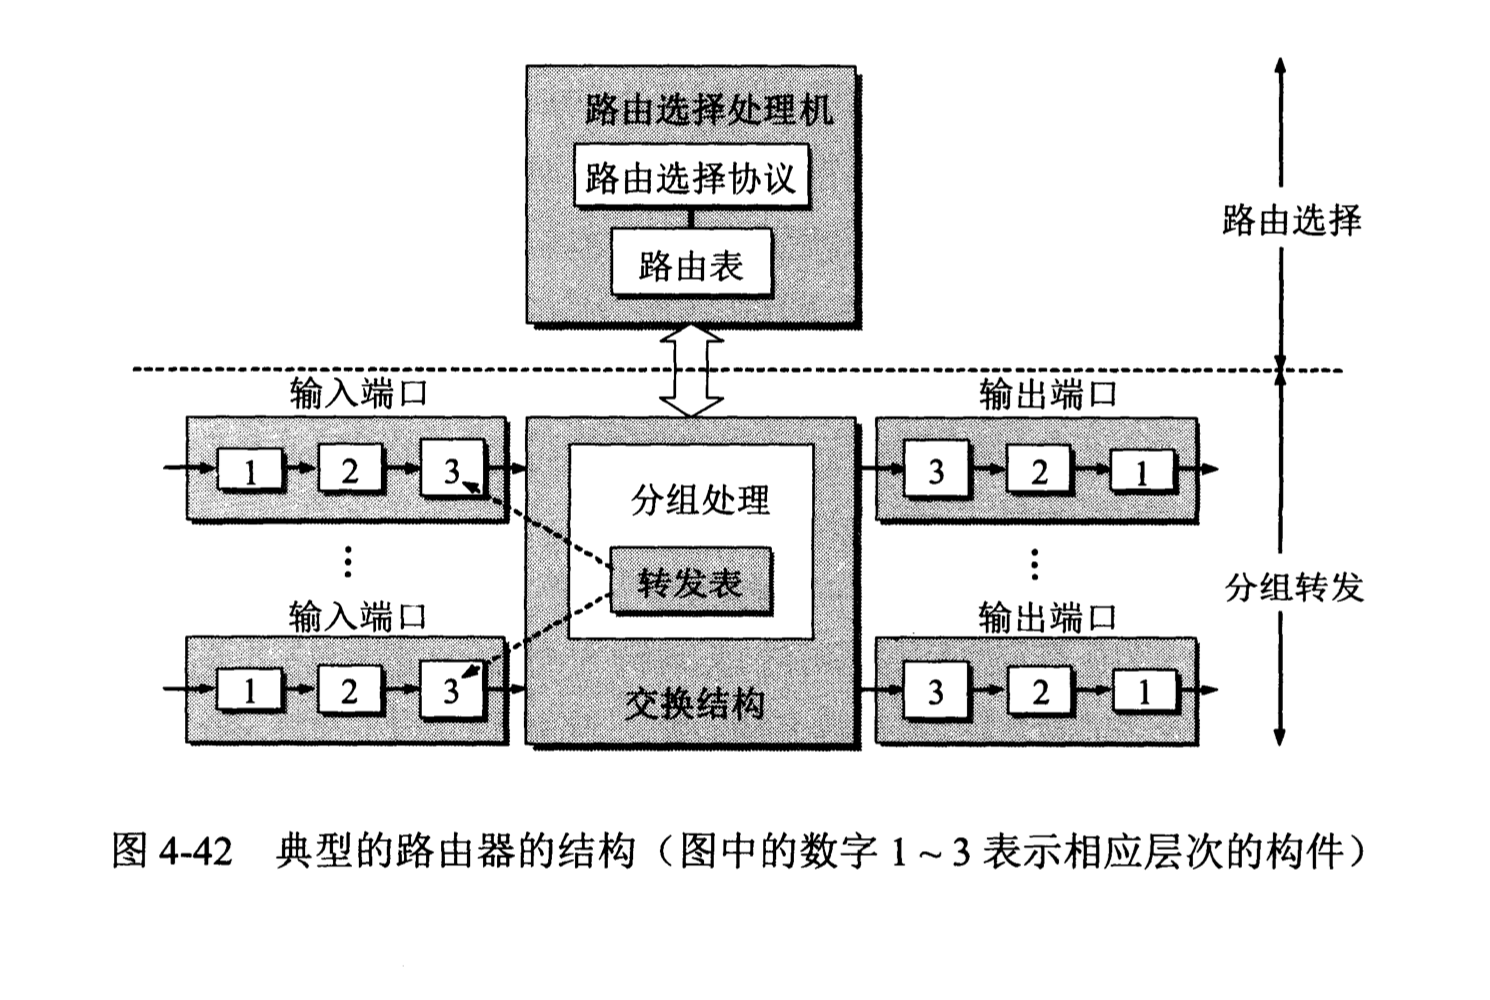 路由选择处理机
路由选择协议
路由表
路由选择
输入端口
输出端口
1 2 3
分组处理
3 2 1
转发表
分组转发
输入端口
输出端口
1 2 3
交换结构
3 2 1
图 4-42 典型的路由器的结构（图中的数字 1 ~ 3 表示相应层次的构件）